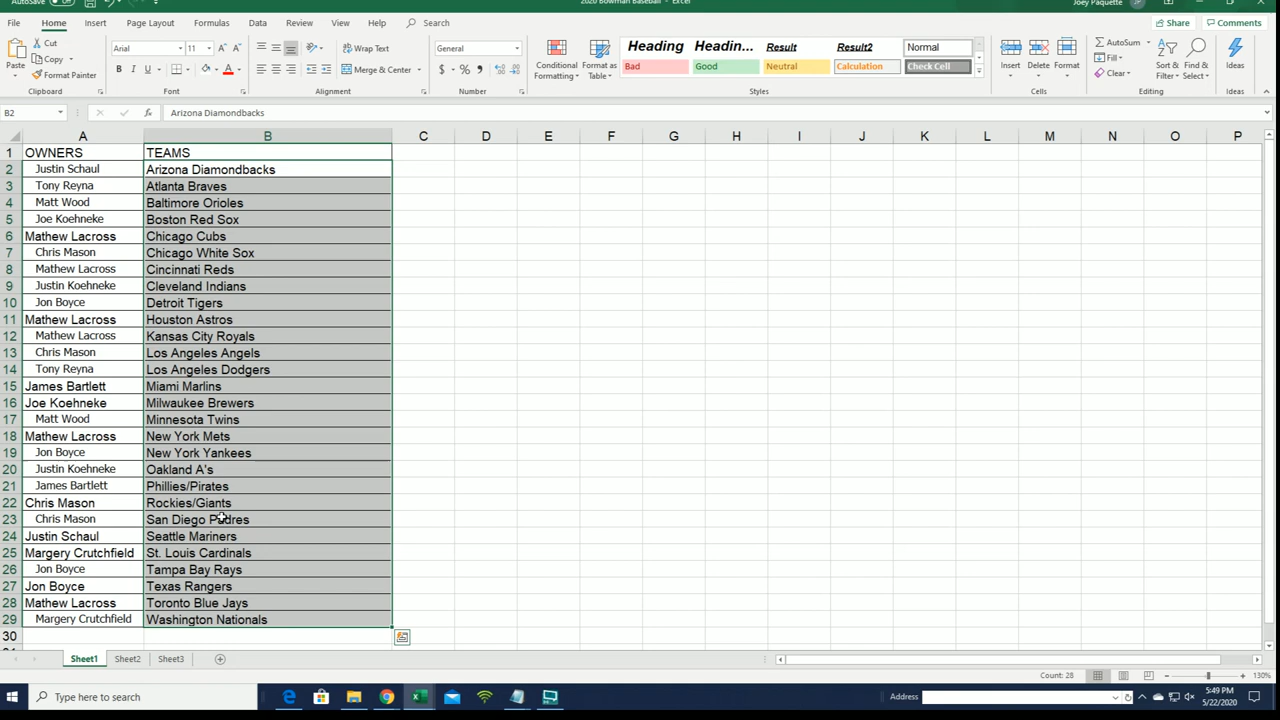 AutoSave
2020 Bowman Baseball - Excel
Joey Paquette
JP
File Home Insert Page Layout Formulas Data Review View Help Search Share Comments
Cut
Copy
Format Painter
Paste
Arial 11
B I U
Wrap Text
Merge & Center
General
$ % ,
Conditional Formatting
Format as Table
Heading Headin... Result Result2 Normal
Bad Good Neutral Calculation Check Cell
Insert Delete Format
AutoSum
Fill
Clear
Sort & Filter
Find & Select
Ideas
Clipboard Font Alignment Number Styles Cells Editing Ideas
B2 fx Arizona Diamondbacks
A B C D E F G H I J K L M N O P
1 OWNERS TEAMS
2 Justin Schaul Arizona Diamondbacks
3 Tony Reyna Atlanta Braves
4 Matt Wood Baltimore Orioles
5 Joe Koehneke Boston Red Sox
6 Mathew Lacross Chicago Cubs
7 Chris Mason Chicago White Sox
8 Mathew Lacross Cincinnati Reds
9 Justin Koehneke Cleveland Indians
10 Jon Boyce Detroit Tigers
11 Mathew Lacross Houston Astros
12 Mathew Lacross Kansas City Royals
13 Chris Mason Los Angeles Angels
14 Tony Reyna Los Angeles Dodgers
15 James Bartlett Miami Marlins
16 Joe Koehneke Milwaukee Brewers
17 Matt Wood Minnesota Twins
18 Mathew Lacross New York Mets
19 Jon Boyce New York Yankees
20 Justin Koehneke Oakland A's
21 James Bartlett Phillies/Pirates
22 Chris Mason Rockies/Giants
23 Chris Mason San Diego Padres
24 Justin Schaul Seattle Mariners
25 Margery Crutchfield St. Louis Cardinals
26 Jon Boyce Tampa Bay Rays
27 Jon Boyce Texas Rangers
28 Mathew Lacross Toronto Blue Jays
29 Margery Crutchfield Washington Nationals
30
Sheet1 Sheet2 Sheet3
Count: 28 130%
Type here to search
Address
5:49 PM
5/22/2020